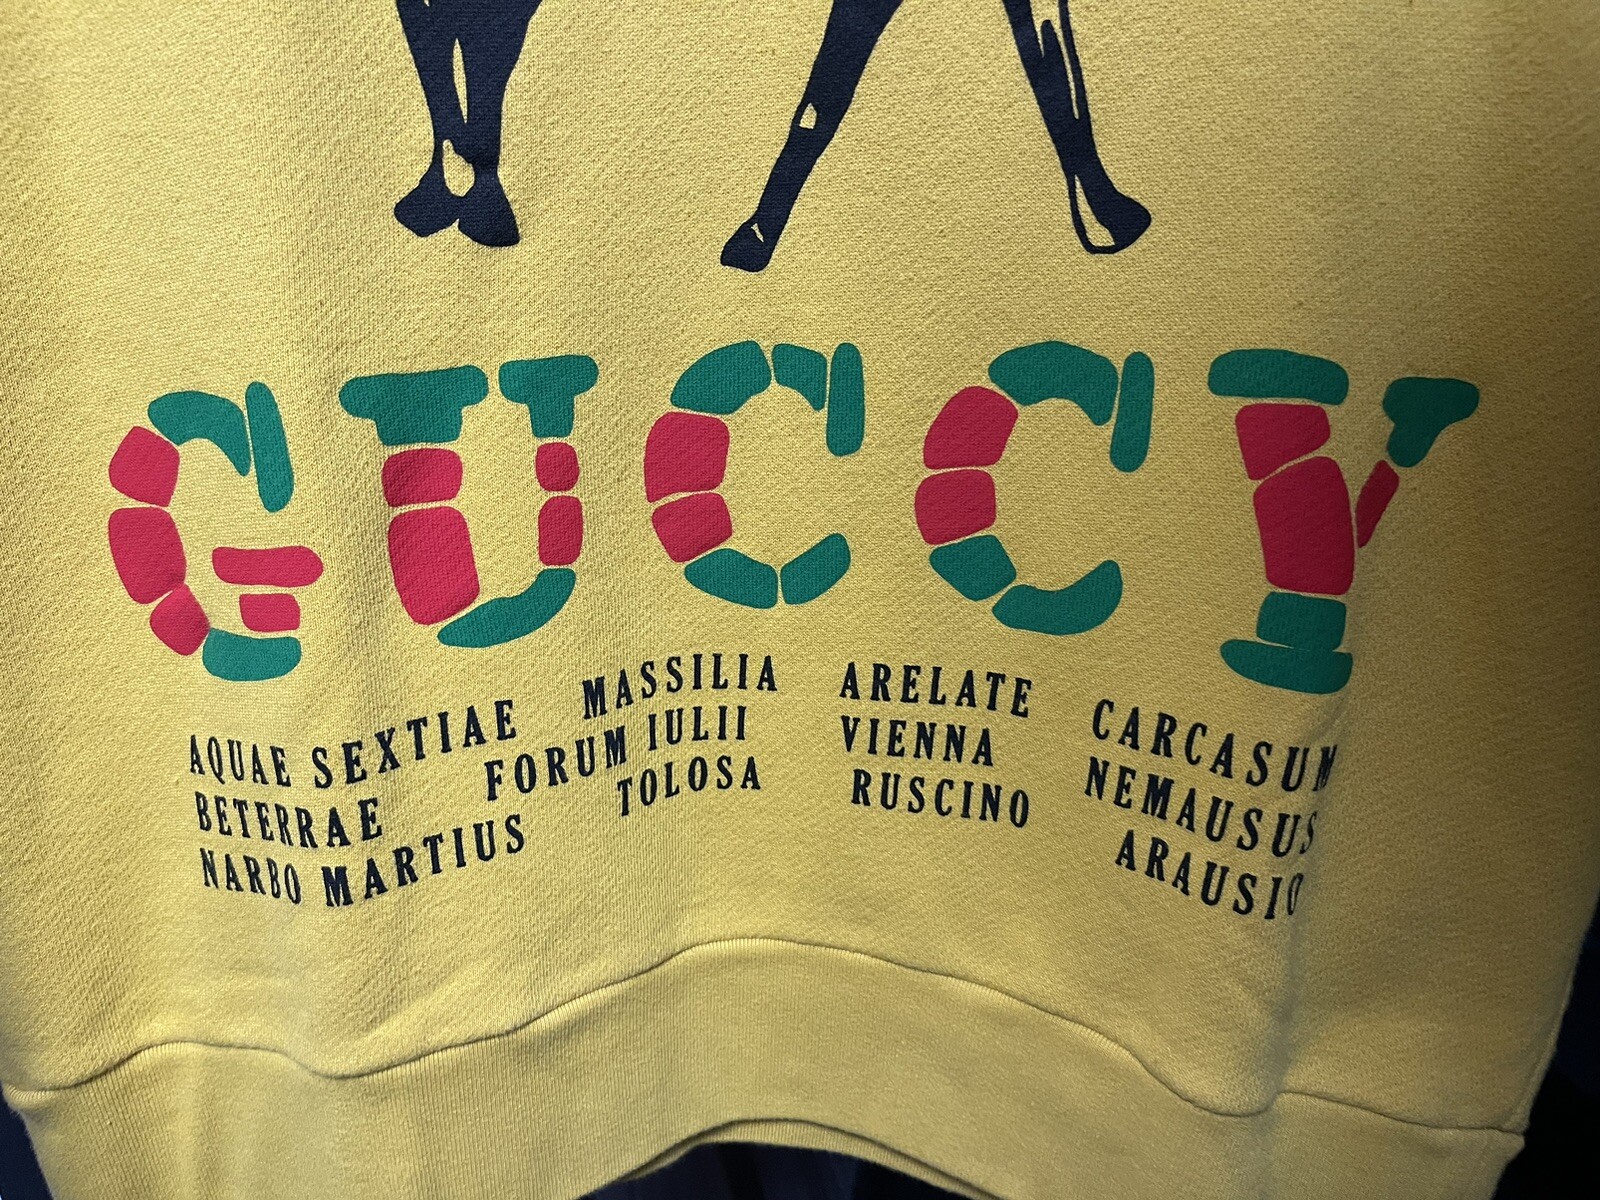 GUCCY
AQUAE SEXTIAE MASSILIA ARELATE CARCASUM
BETERRAE FORUM IULII VIENNA NEMAUSUS
NARBO MARTIUS TOLOSA RUSCINO ARAUSIO